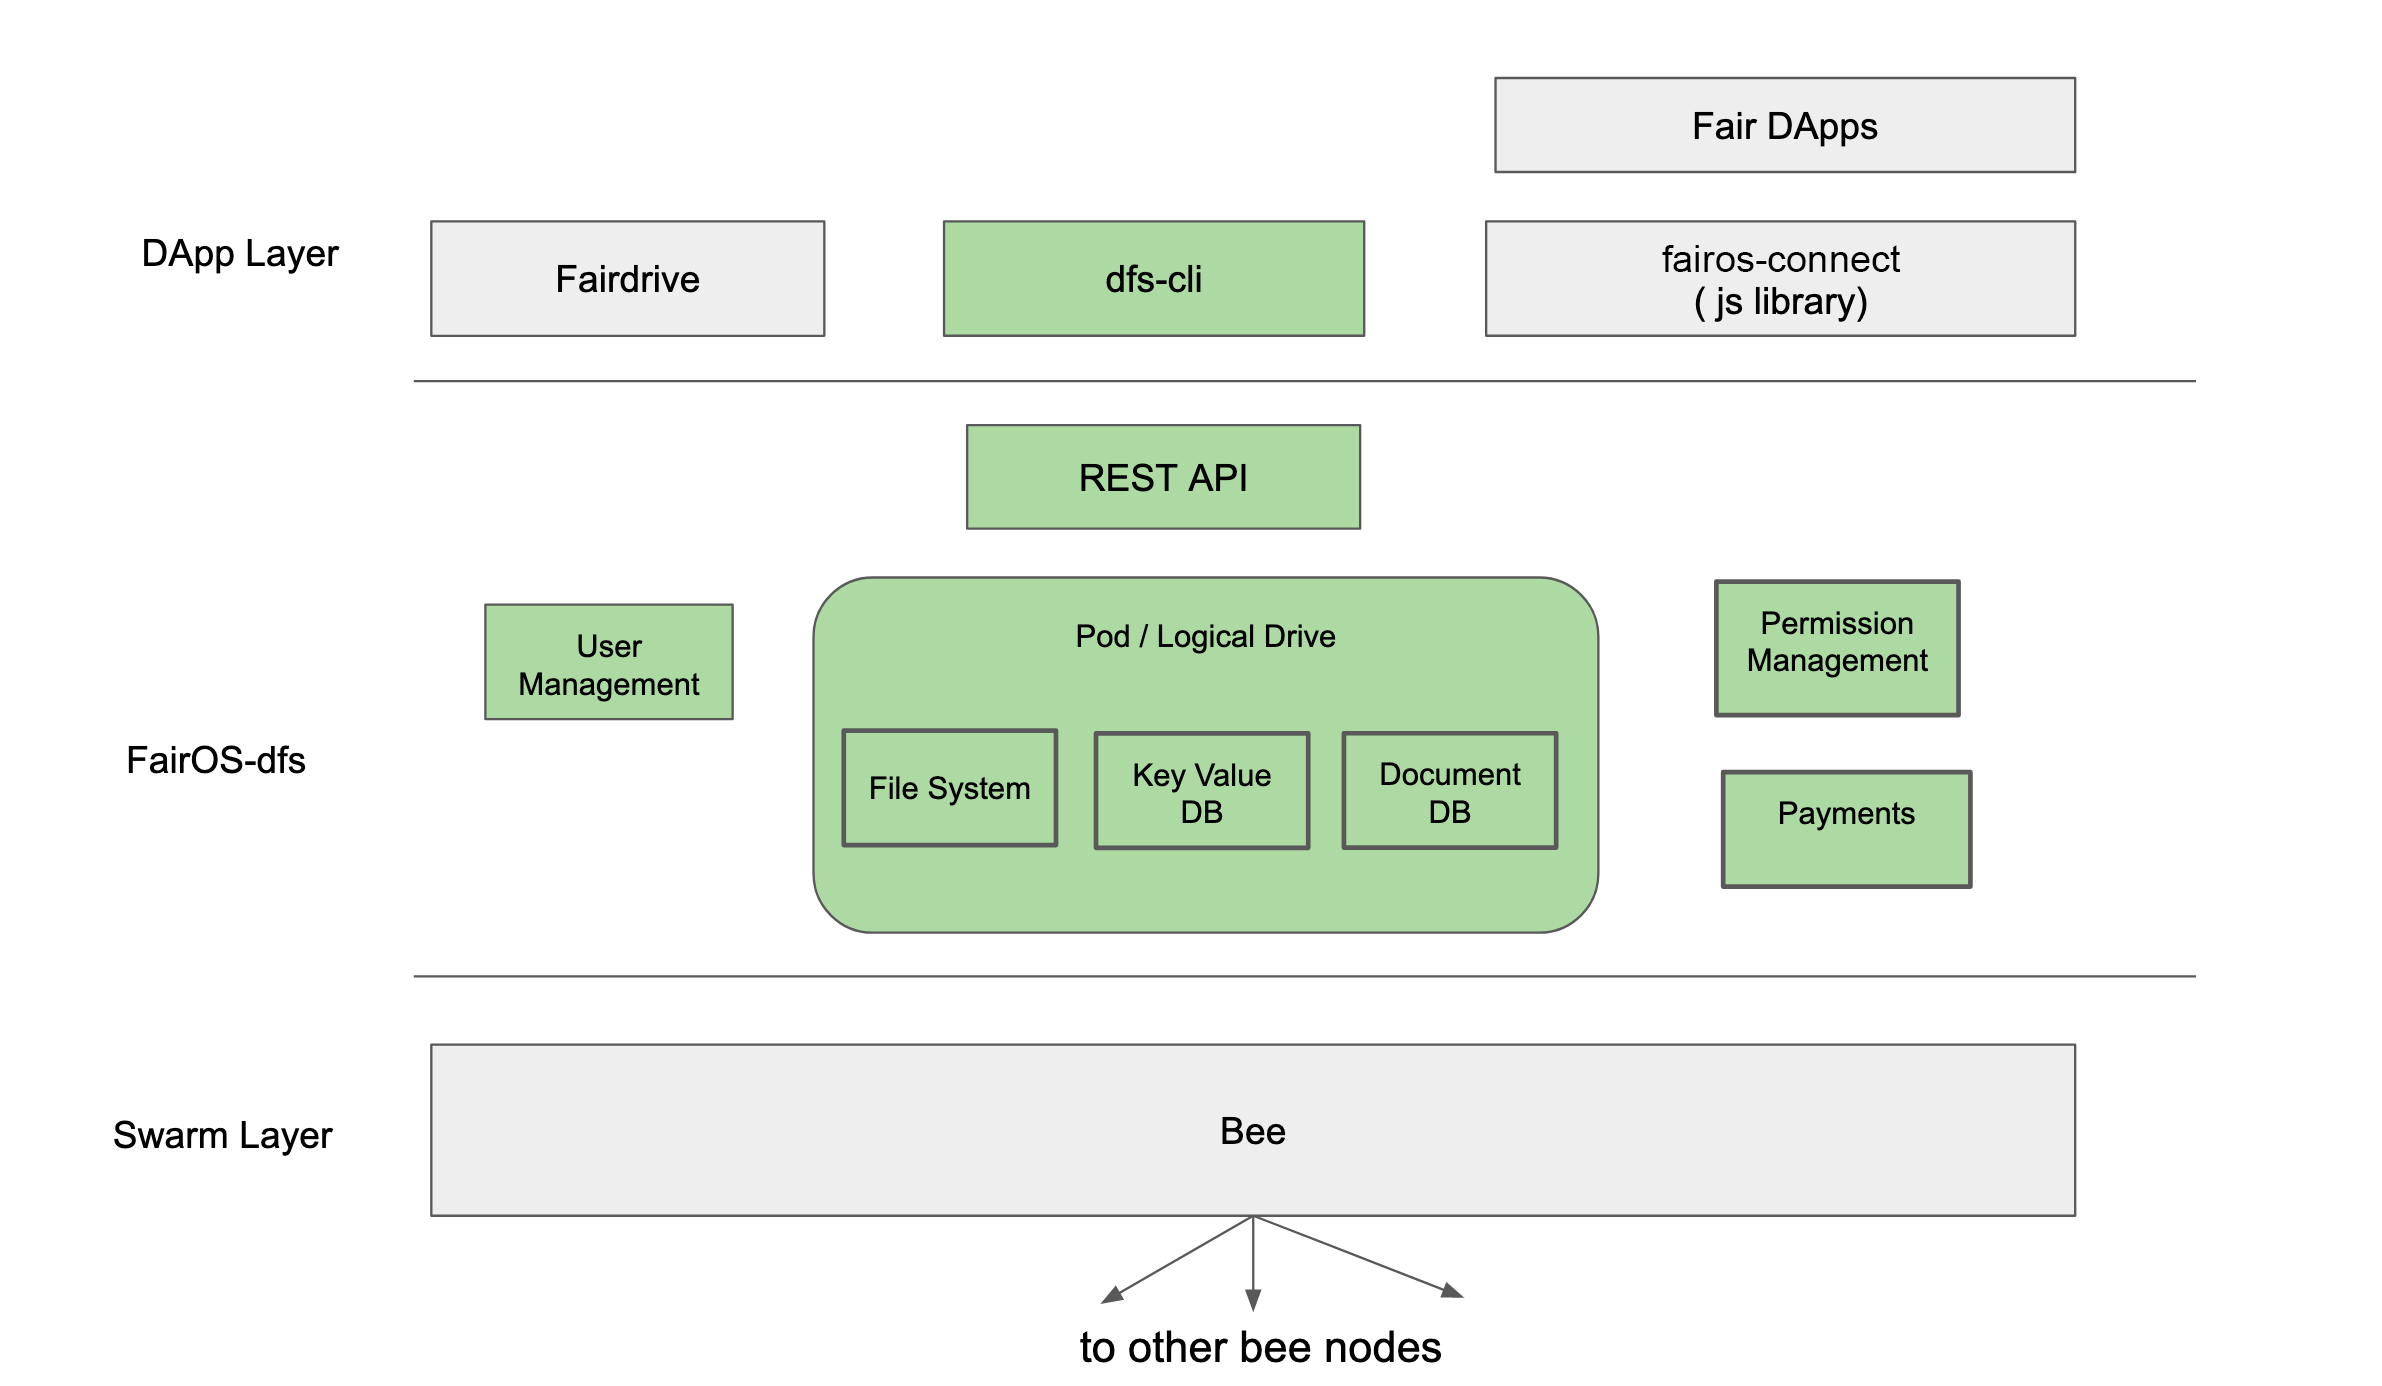 Fair DApps
DApp Layer
Fairdrive
dfs-cli
fairos-connect
( js library)
REST API
FairOS-dfs
User
Management
Pod / Logical Drive
File System
Key Value
DB
Document
DB
Permission
Management
Payments
Swarm Layer
Bee
to other bee nodes